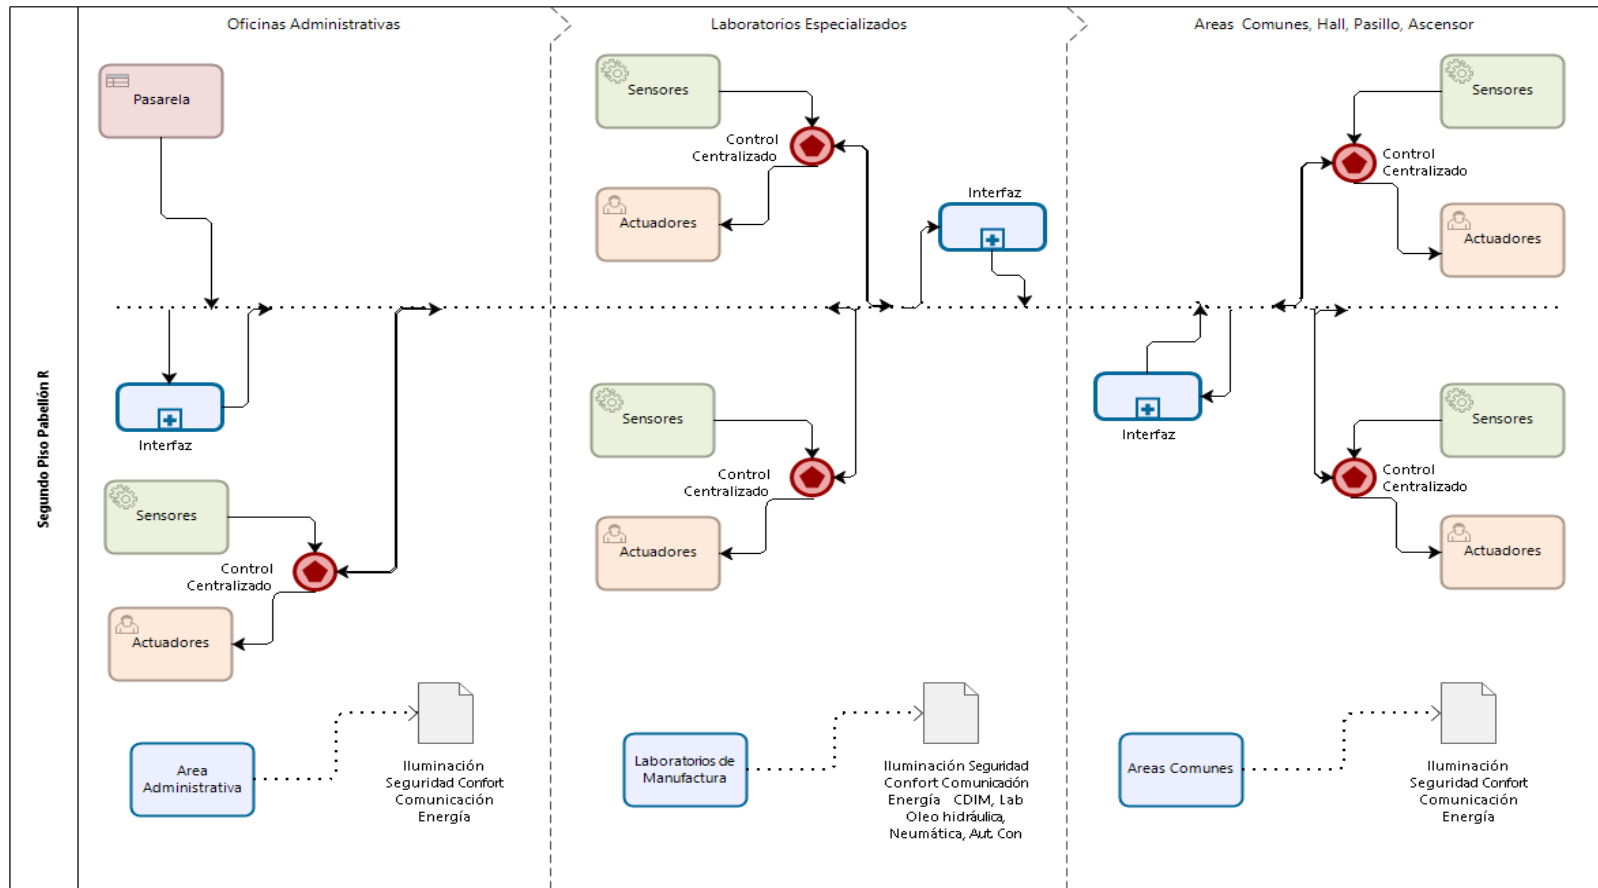 Segundo Piso Pabellón R
Oficinas Administrativas
Pasarela
Interfaz
Sensores
Control
Centralizado
Actuadores
Area
Administrativa
Iluminación
Seguridad Confort
Comunicación
Energía
Laboratorios Especializados
Sensores
Control
Centralizado
Actuadores
Interfaz
Sensores
Control
Centralizado
Actuadores
Laboratorios de
Manufactura
Iluminación Seguridad
Confort Comunicación
Energía CDIM, Lab
Oleo hidráulica,
Neumática, Aut. Con
Areas Comunes, Hall, Pasillo, Ascensor
Sensores
Control
Centralizado
Actuadores
Interfaz
Sensores
Control
Centralizado
Actuadores
Areas Comunes
Iluminación
Seguridad Confort
Comunicación
Energía